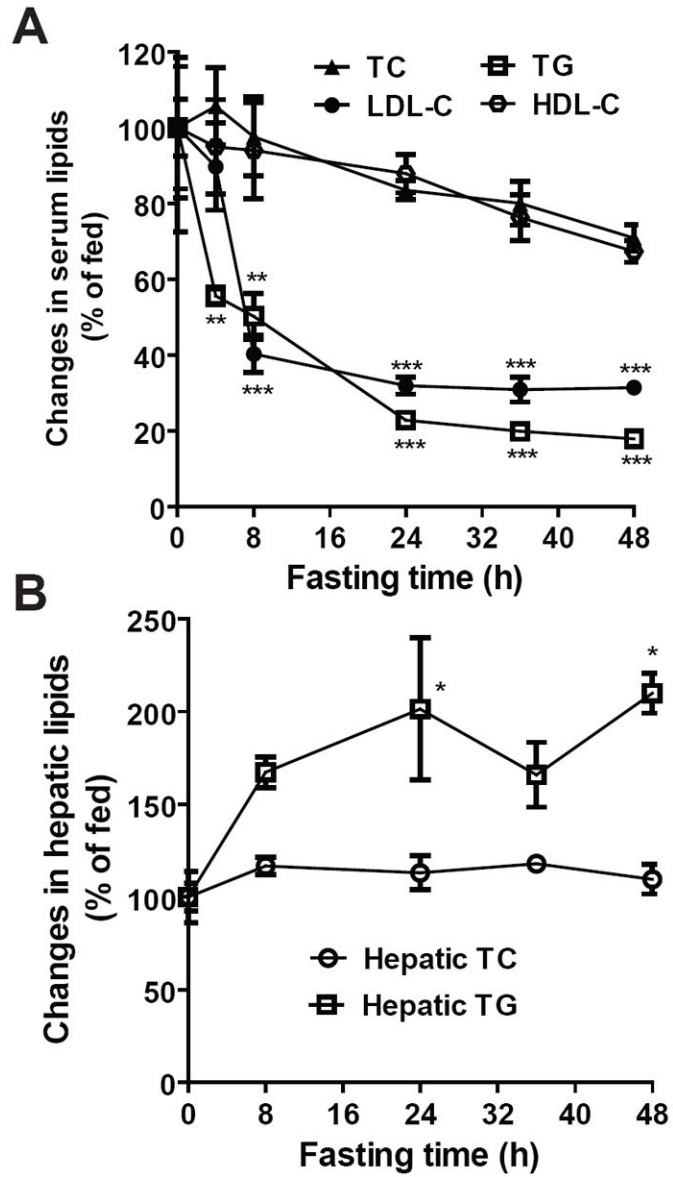 A
Changes in serum lipids
(% of fed)
120
100
80
60
40
20
0
TC
TG
LDL-C
HDL-C
**
**
***
***
***
***
***
***
***
0 8 16 24 32 40 48
Fasting time (h)
B
Changes in hepatic lipids
(% of fed)
250
200
150
100
50
0
*
*
Hepatic TC
Hepatic TG
0 8 16 24 32 40 48
Fasting time (h)